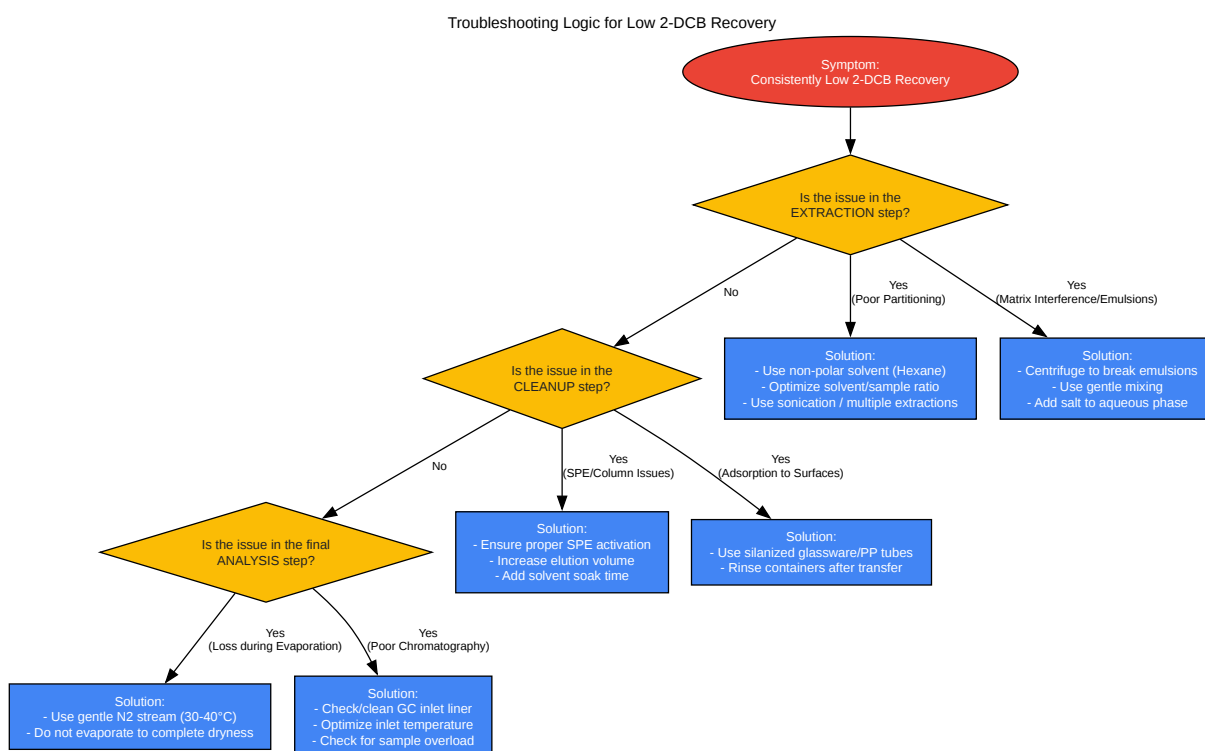 Troubleshooting Logic for Low 2-DCB Recovery
Symptom:
Consistently Low 2-DCB Recovery
Is the issue in the
EXTRACTION step?
No
Yes
(Poor Partitioning)
Yes
(Matrix Interference/Emulsions)
Is the issue in the
CLEANUP step?
Solution:
- Use non-polar solvent (Hexane)
- Optimize solvent/sample ratio
- Use sonication / multiple extractions
Solution:
- Centrifuge to break emulsions
- Use gentle mixing
- Add salt to aqueous phase
No
Yes
(SPE/Column Issues)
Yes
(Adsorption to Surfaces)
Is the issue in the final
ANALYSIS step?
Solution:
- Ensure proper SPE activation
- Increase elution volume
- Add solvent soak time
Solution:
- Use silanized glassware/PP tubes
- Rinse containers after transfer
Yes
(Loss during Evaporation)
Yes
(Poor Chromatography)
Solution:
- Use gentle N2 stream (30-40°C)
- Do not evaporate to complete dryness
Solution:
- Check/clean GC inlet liner
- Optimize inlet temperature
- Check for sample overload